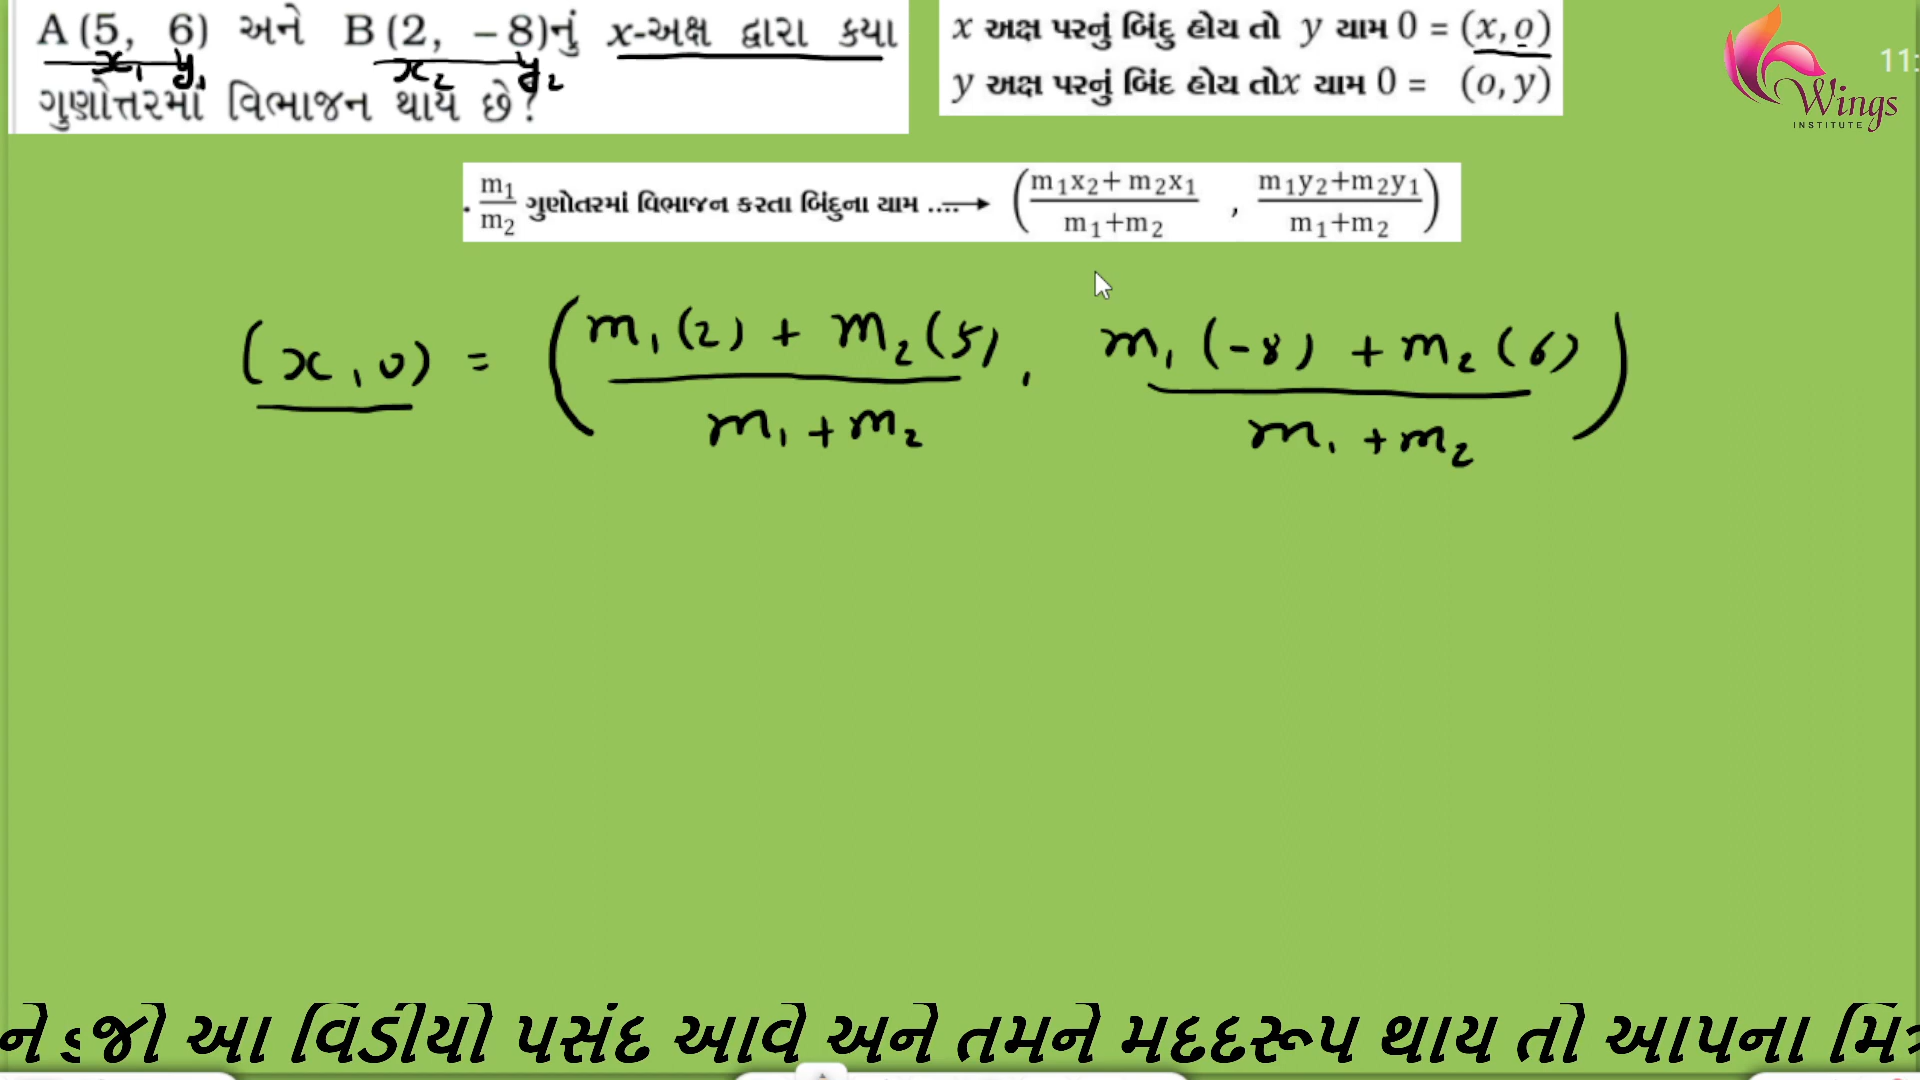 A (5, 6) અને B (2, – 8)નું x-અક્ષ દ્વારા કયા
x₁ y₁ x₂ y₂
ગુણોત્તરમાં વિભાજન થાય છે?
x અક્ષ પરનું બિંદુ હોય તો y યામ 0 = (x, o)
y અક્ષ પરનું બિંદ હોય તોx યામ 0 = (o, y)
Wings
INSTITUTE
11:
. m₁/m₂ ગુણોતરમાં વિભાજન કરતા બિંદુના યામ ....→ ( (m₁x₂+ m₂x₁)/(m₁+m₂) , (m₁y₂+m₂y₁)/(m₁+m₂) )
(x, 0) = ( (m₁(2) + m₂(5))/(m₁+m₂) , (m₁(-8) + m₂(6))/(m₁+m₂) )
ને જો આ વિડીયો પસંદ આવે અને તમને મદદરૂપ થાય તો આપના